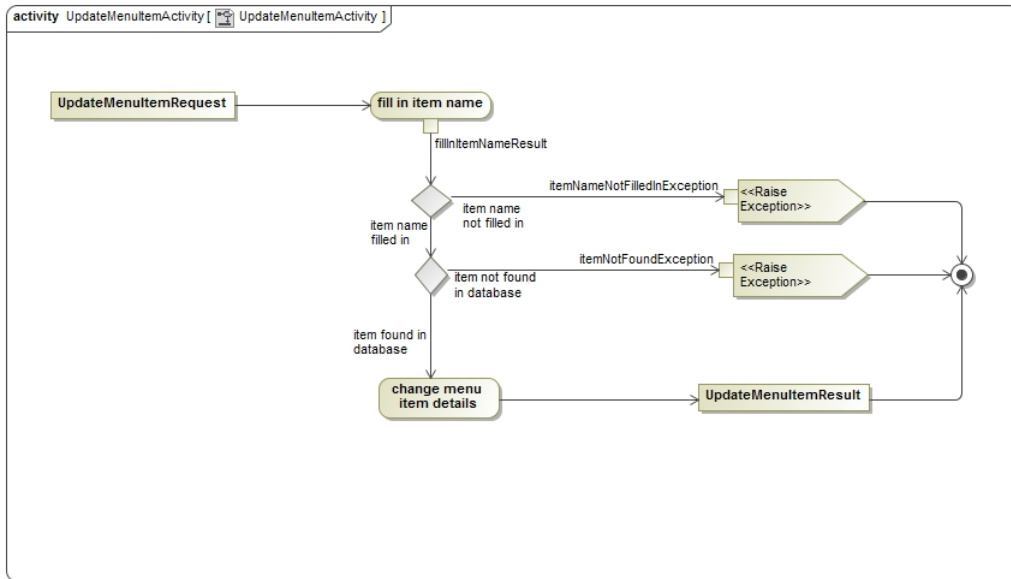 activity UpdateMenuItemActivity [ UpdateMenuItemActivity ]
UpdateMenuItemRequest
fill in item name
fillInItemNameResult
itemNameNotFilledInException
<<Raise
Exception>>
item name
not filled in
item name
filled in
itemNotFoundException
<<Raise
Exception>>
item not found
in database
item found in
database
change menu
item details
UpdateMenuItemResult